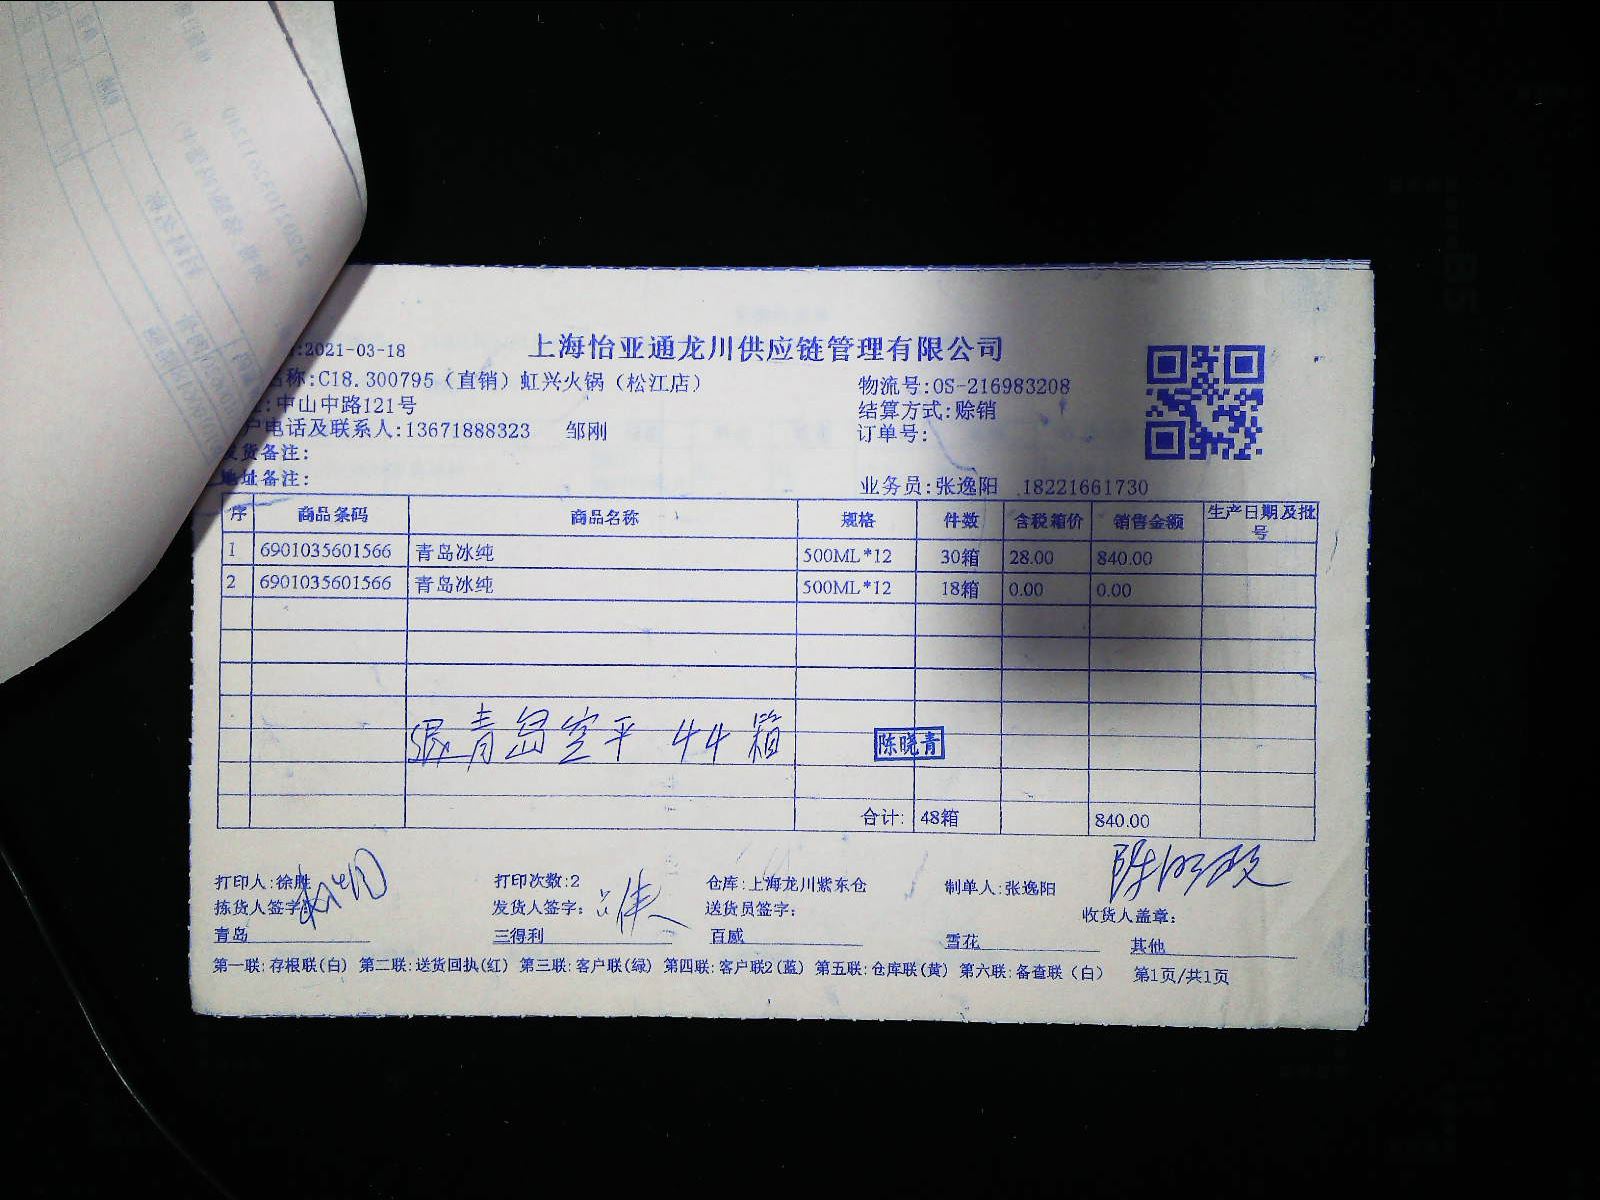 上海怡亚通龙川供应链管理有限公司
:2021-03-18
称:C18.300795（直销）虹兴火锅（松江店）
物流号:OS-216983208
:中山中路121号
结算方式:赊销
户电话及联系人:13671888323 邹刚
订单号:
发货备注:
地址备注:
业务员:张逸阳 18221661730
序 商品条码 商品名称 规格 件数 含税箱价 销售金额 生产日期及批号
1 6901035601566 青岛冰纯 500ML*12 30箱 28.00 840.00
2 6901035601566 青岛冰纯 500ML*12 18箱 0.00 0.00
青岛空平 44箱
陈晓青
合计: 48箱 840.00
打印人:徐胜 打印次数:2 仓库:上海龙川紫东仓 制单人:张逸阳
拣货人签字: 发货人签字: 送货员签字: 收货人盖章:
青岛 三得利 百威 雪花 其他
第一联:存根联(白) 第二联:送货回执(红) 第三联:客户联(绿) 第四联:客户联2(蓝) 第五联:仓库联(黄) 第六联:备查联（白） 第1页/共1页